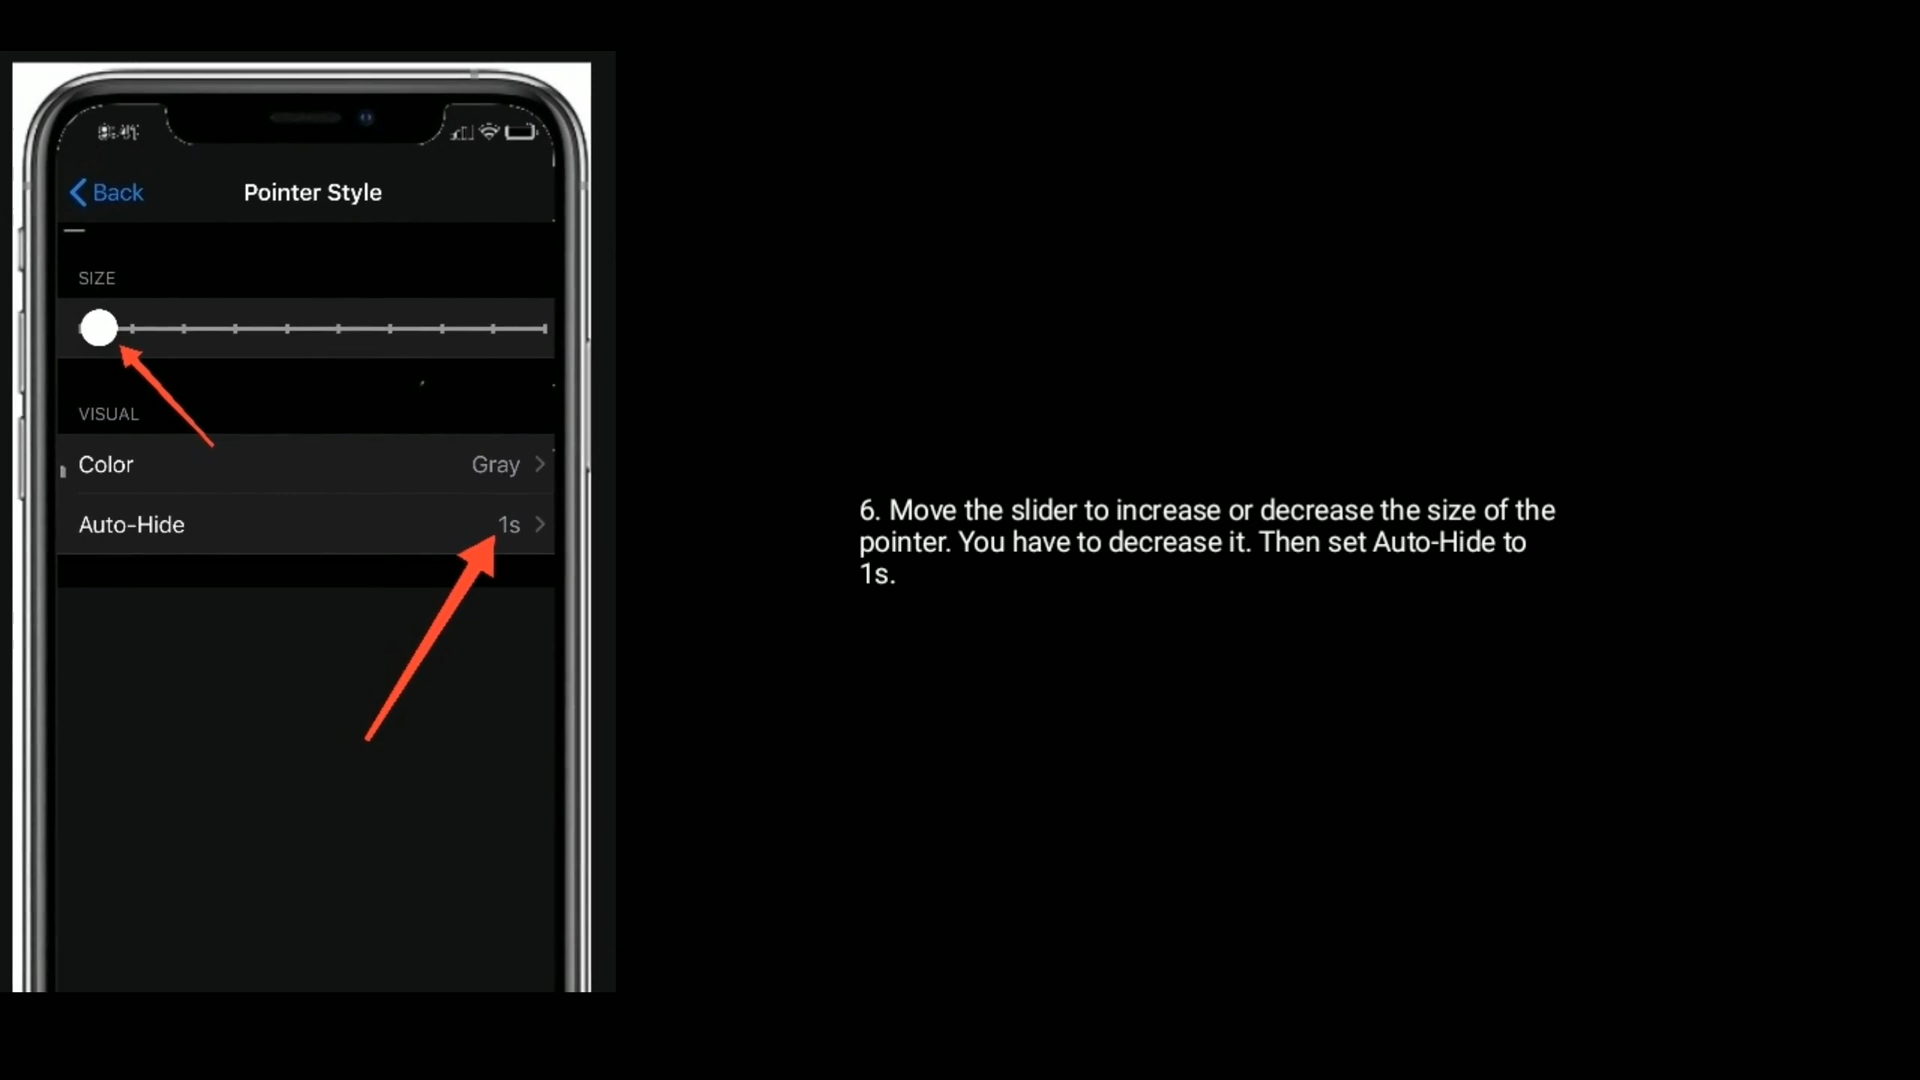 Back
Pointer Style
SIZE
VISUAL
Color
Gray
Auto-Hide
1s
6. Move the slider to increase or decrease the size of the
pointer. You have to decrease it. Then set Auto-Hide to
1s.